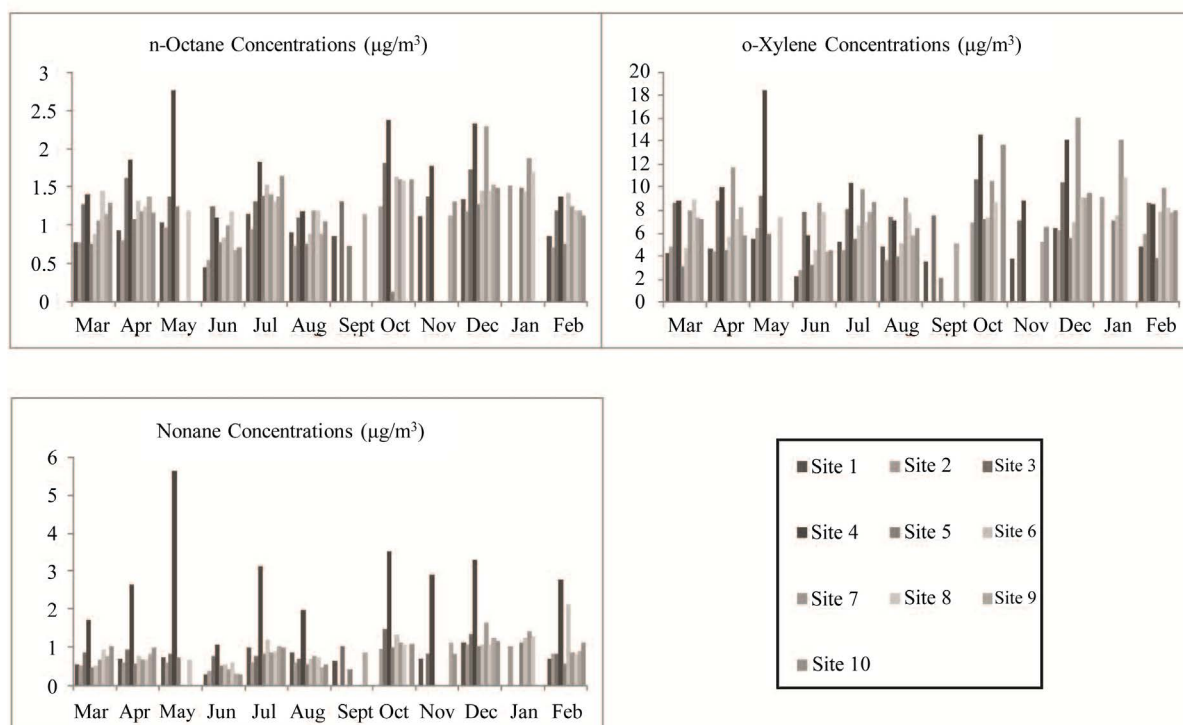 n-Octane Concentrations (µg/m³)
3
2.5
2
1.5
1
0.5
0
Mar Apr May Jun Jul Aug Sept Oct Nov Dec Jan Feb
o-Xylene Concentrations (µg/m³)
20
18
16
14
12
10
8
6
4
2
0
Mar Apr May Jun Jul Aug Sept Oct Nov Dec Jan Feb
Nonane Concentrations (µg/m³)
6
5
4
3
2
1
0
Mar Apr May Jun Jul Aug Sept Oct Nov Dec Jan Feb
Site 1 Site 2 Site 3
Site 4 Site 5 Site 6
Site 7 Site 8 Site 9
Site 10